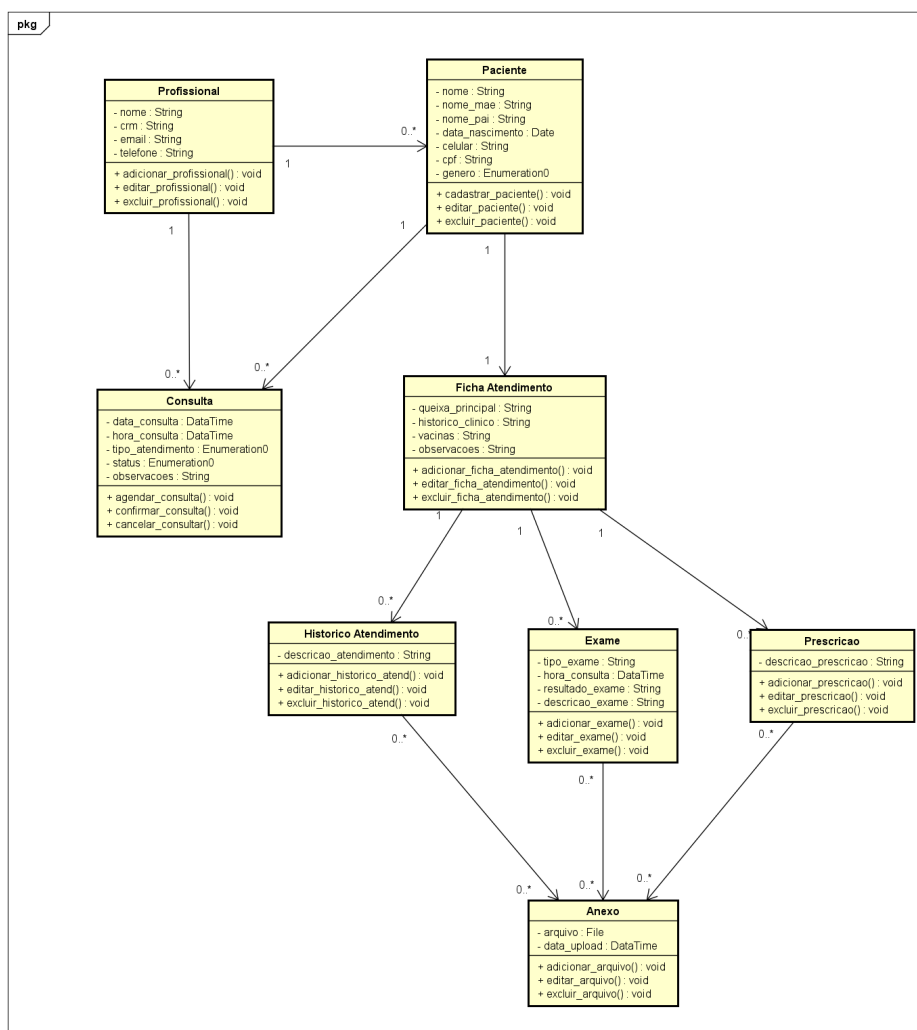 pkg
Profissional
- nome : String
- crm : String
- email : String
- telefone : String
+ adicionar_profissional() : void
+ editar_profissional() : void
+ excluir_profissional() : void
Paciente
- nome : String
- nome_mae : String
- nome_pai : String
- data_nascimento : Date
- celular : String
- cpf : String
- genero : Enumeration0
+ cadastrar_paciente() : void
+ editar_paciente() : void
+ excluir_paciente() : void
0..*
1
1
1
1
0..*
0..*
1
Consulta
- data_consulta : DataTime
- hora_consulta : DataTime
- tipo_atendimento : Enumeration0
- status : Enumeration0
- observacoes : String
+ agendar_consulta() : void
+ confirmar_consulta() : void
+ cancelar_consultar() : void
Ficha Atendimento
- queixa_principal : String
- historico_clinico : String
- vacinas : String
- observacoes : String
+ adicionar_ficha_atendimento() : void
+ editar_ficha_atendimento() : void
+ excluir_ficha_atendimento() : void
1
1
1
0..*
0..*
0..*
Historico Atendimento
- descricao_atendimento : String
+ adicionar_historico_atend() : void
+ editar_historico_atend() : void
+ excluir_historico_atend() : void
Exame
- tipo_exame : String
- hora_consulta : DataTime
- resultado_exame : String
- descricao_exame : String
+ adicionar_exame() : void
+ editar_exame() : void
+ excluir_exame() : void
Prescricao
- descricao_prescricao : String
+ adicionar_prescricao() : void
+ editar_prescricao() : void
+ excluir_prescricao() : void
0..*
0..*
0..*
0..*
0..*
0..*
Anexo
- arquivo : File
- data_upload : DataTime
+ adicionar_arquivo() : void
+ editar_arquivo() : void
+ excluir_arquivo() : void